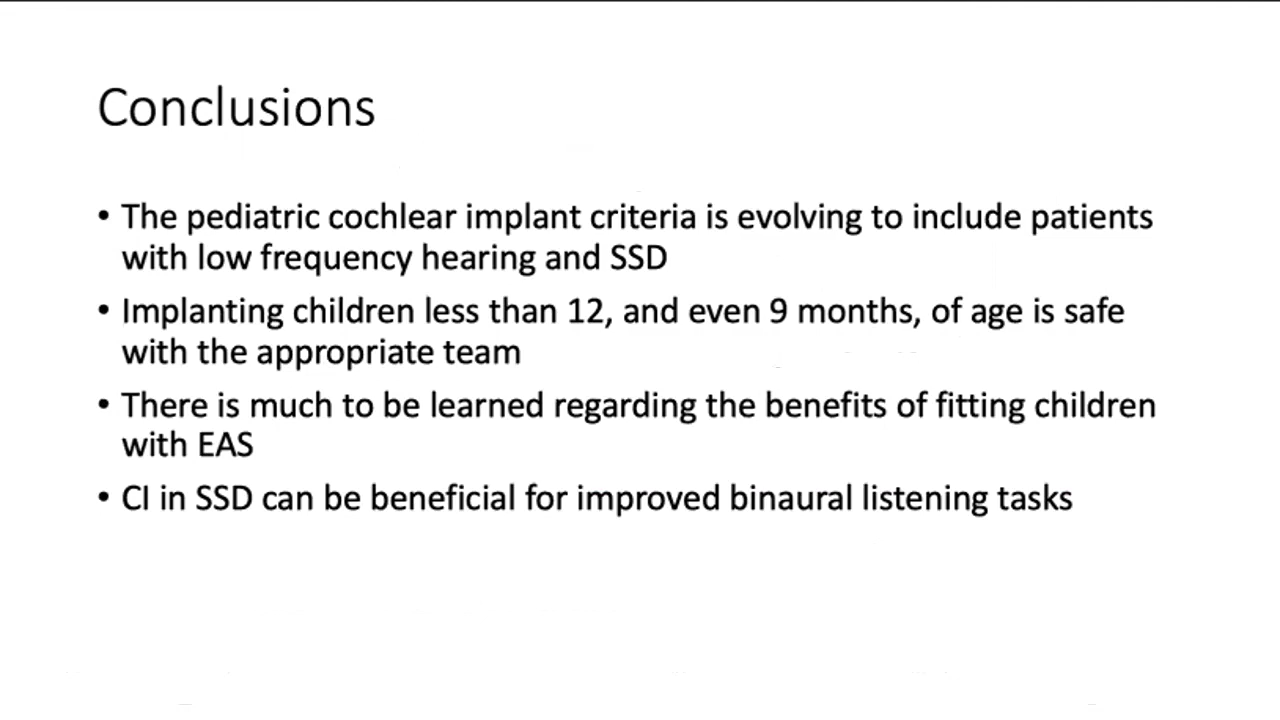 Conclusions
• The pediatric cochlear implant criteria is evolving to include patients
with low frequency hearing and SSD
• Implanting children less than 12, and even 9 months, of age is safe
with the appropriate team
• There is much to be learned regarding the benefits of fitting children
with EAS
• CI in SSD can be beneficial for improved binaural listening tasks